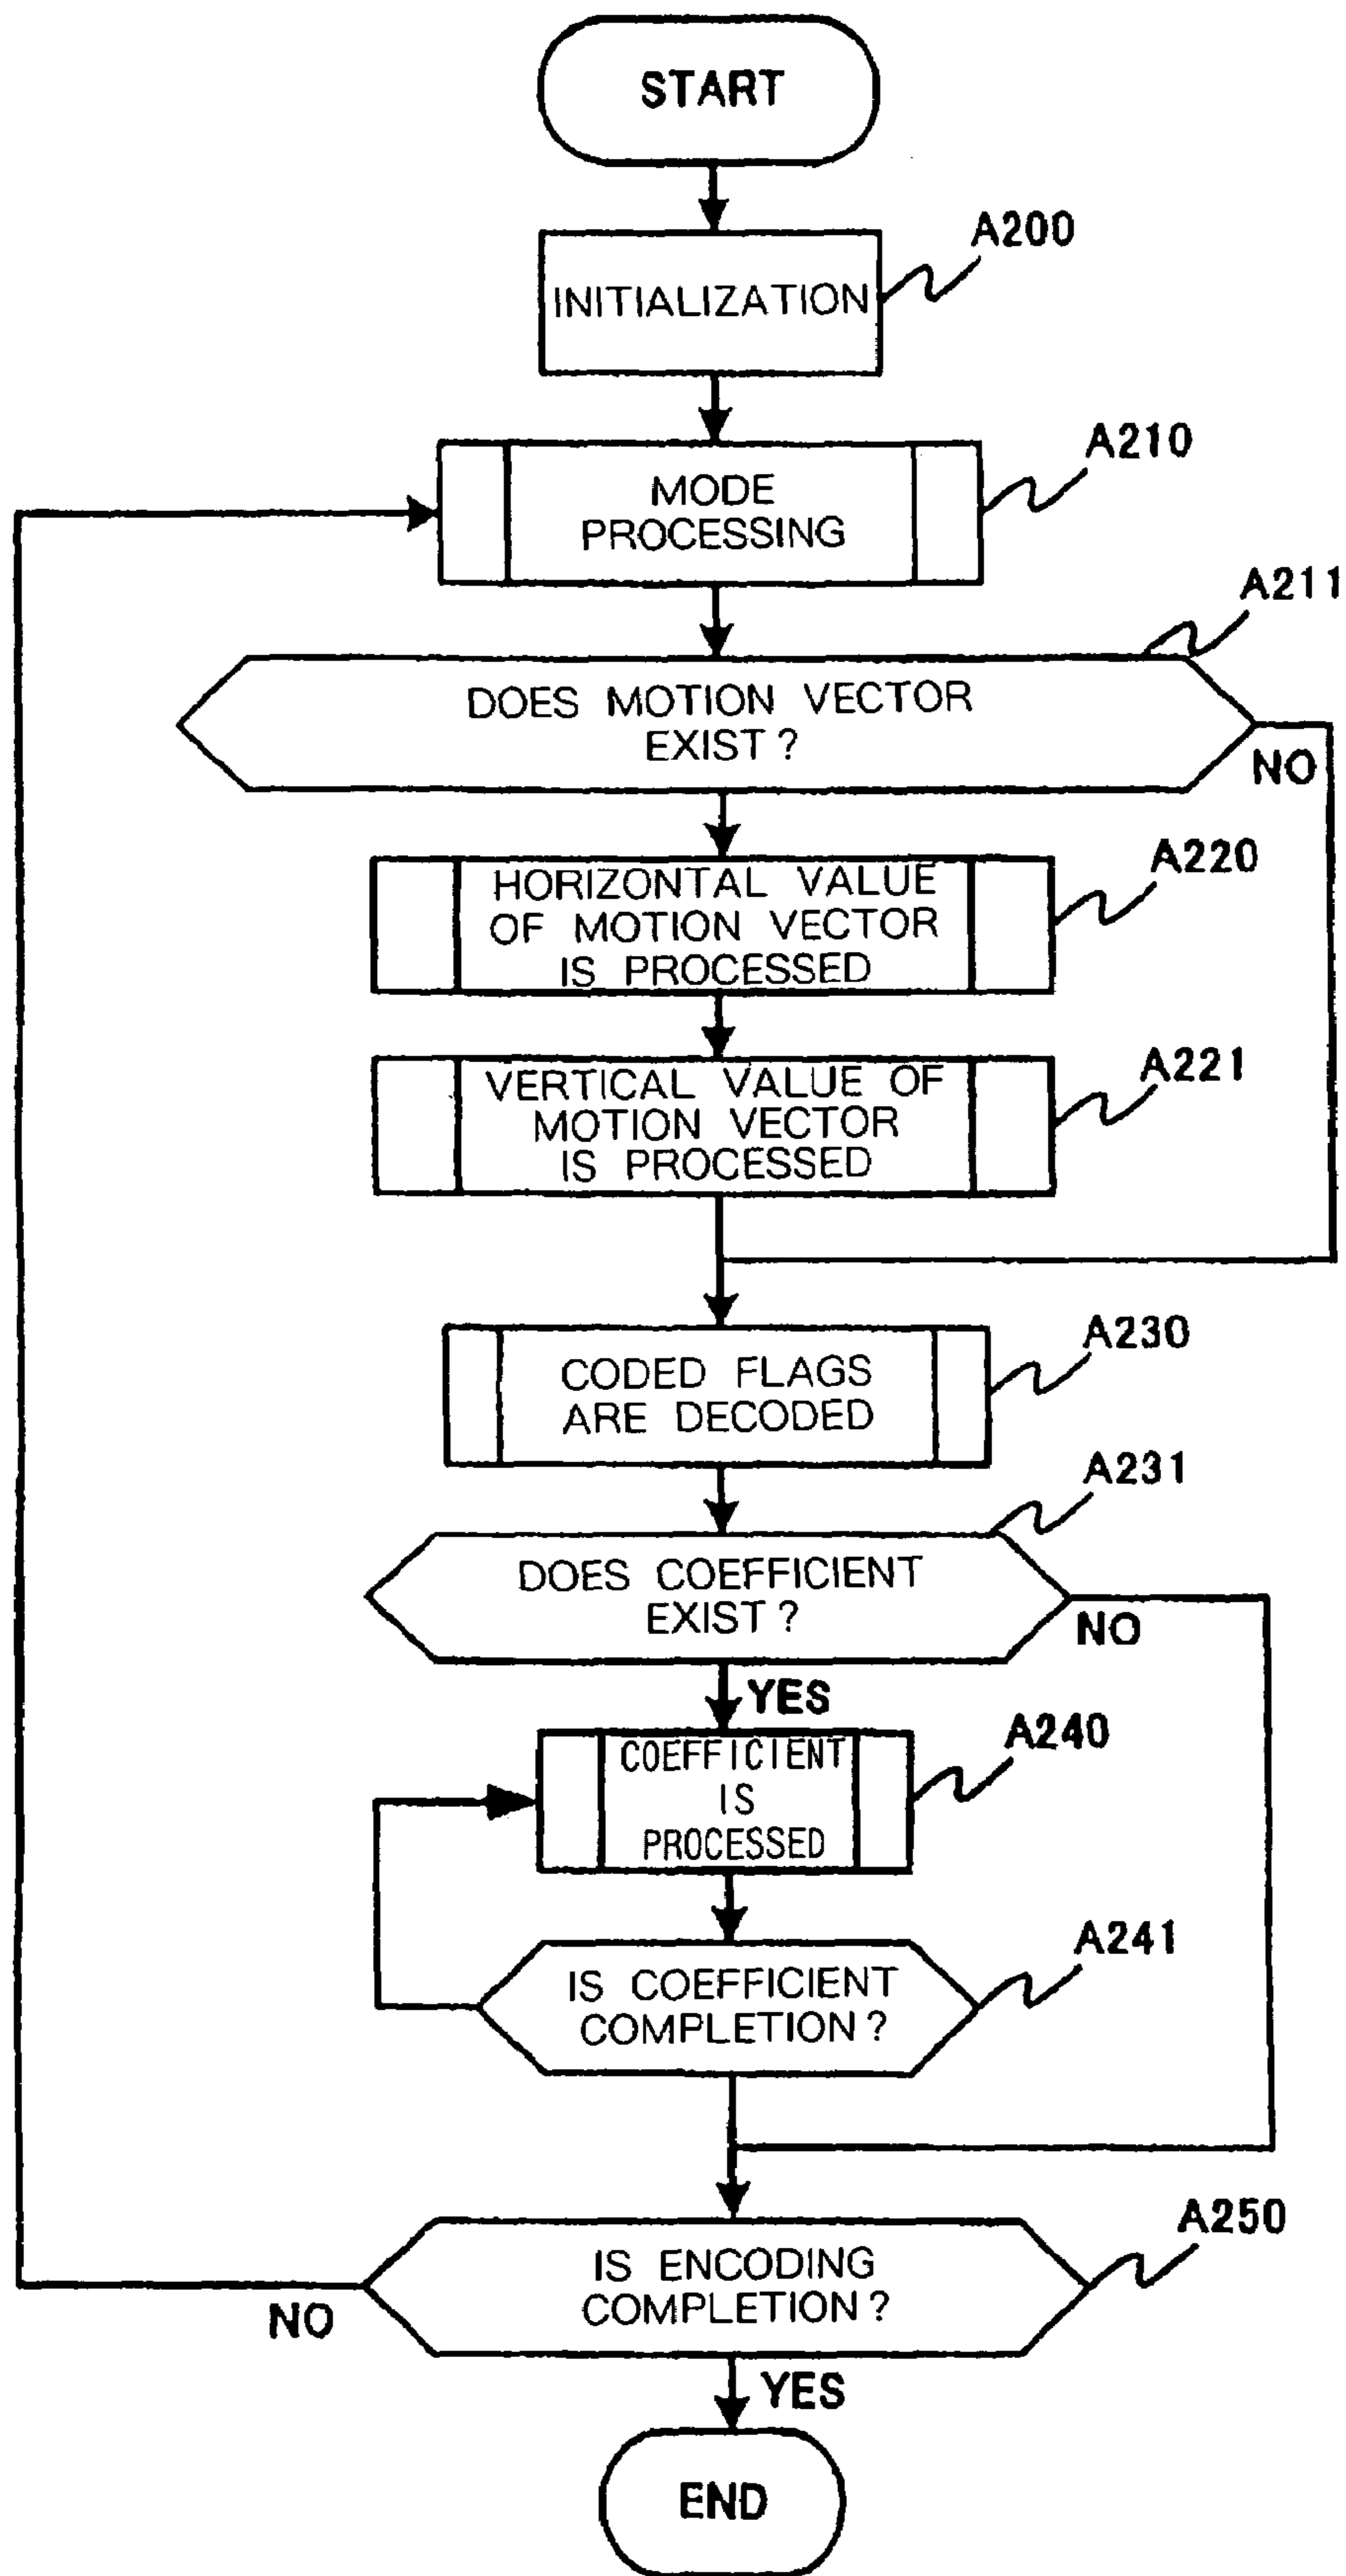 START
A200
INITIALIZATION
A210
MODE
PROCESSING
A211
DOES MOTION VECTOR
EXIST?
NO
A220
HORIZONTAL VALUE
OF MOTION VECTOR
IS PROCESSED
A221
VERTICAL VALUE OF
MOTION VECTOR
IS PROCESSED
A230
CODED FLAGS
ARE DECODED
A231
DOES COEFFICIENT
EXIST?
NO
YES
A240
COEFFICIENT
IS
PROCESSED
A241
IS COEFFICIENT
COMPLETION?
A250
IS ENCODING
COMPLETION?
NO
YES
END